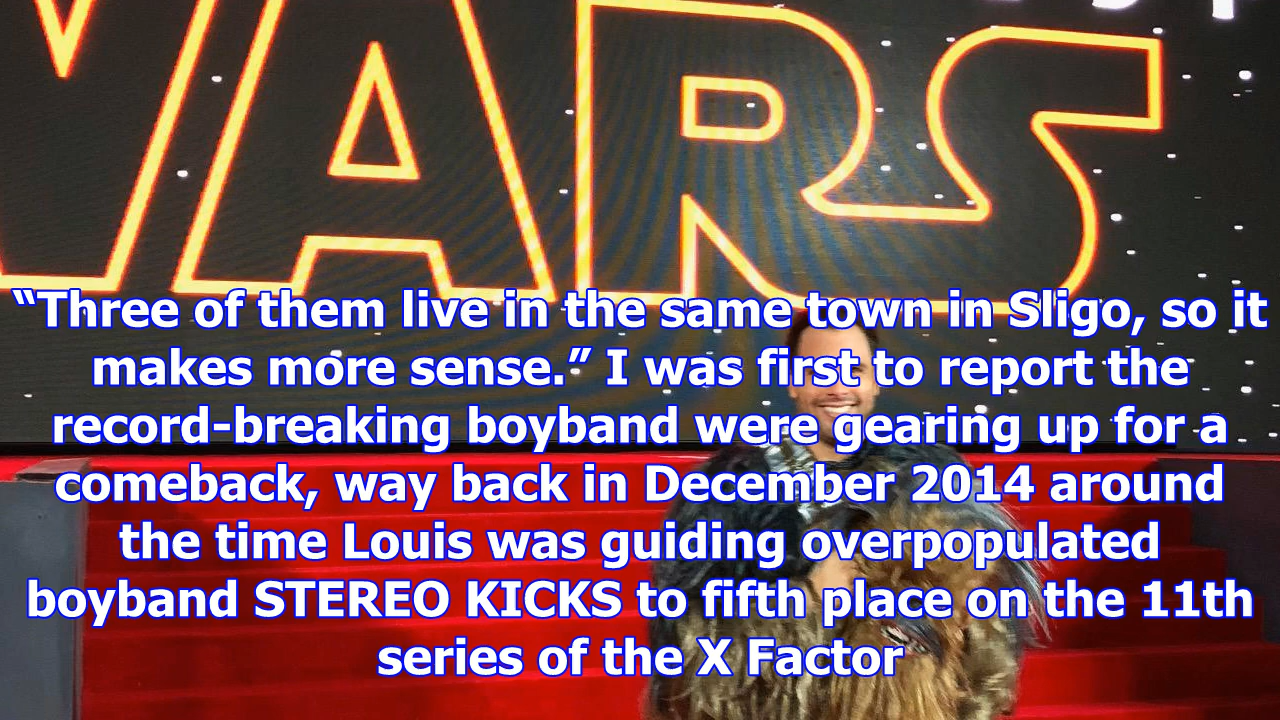 WARS
“Three of them live in the same town in Sligo, so it
makes more sense.” I was first to report the
record-breaking boyband were gearing up for a
comeback, way back in December 2014 around
the time Louis was guiding overpopulated
boyband STEREO KICKS to fifth place on the 11th
series of the X Factor